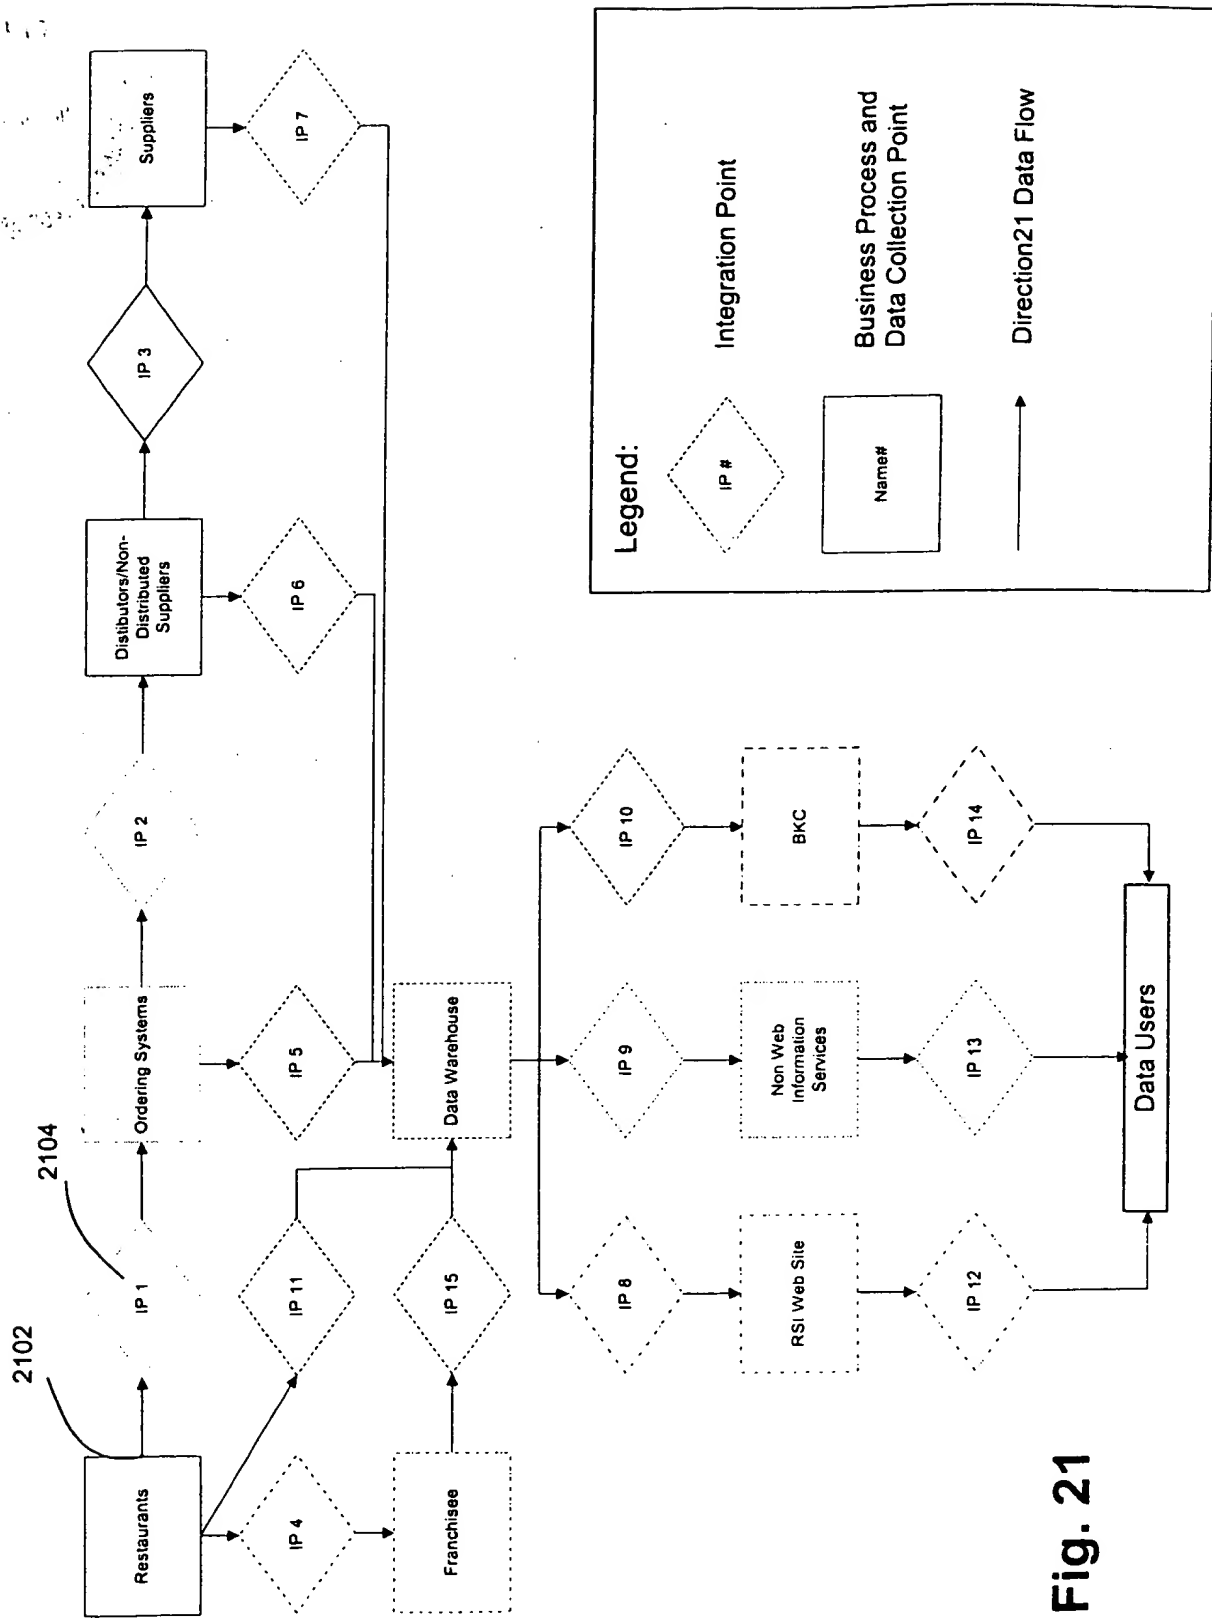 2102
2104
Restaurants
IP 1
Ordering Systems
IP 2
Distibutors/Non-
Distributed
Suppliers
IP 3
Suppliers
IP 4
IP 11
IP 5
IP 6
IP 7
Franchisee
IP 15
Data Warehouse
IP 8
IP 9
IP 10
RSI Web Site
Non Web
Information
Services
BKC
IP 12
IP 13
IP 14
Data Users
Legend:
IP #
Integration Point
Name#
Business Process and
Data Collection Point
Direction21 Data Flow
Fig. 21